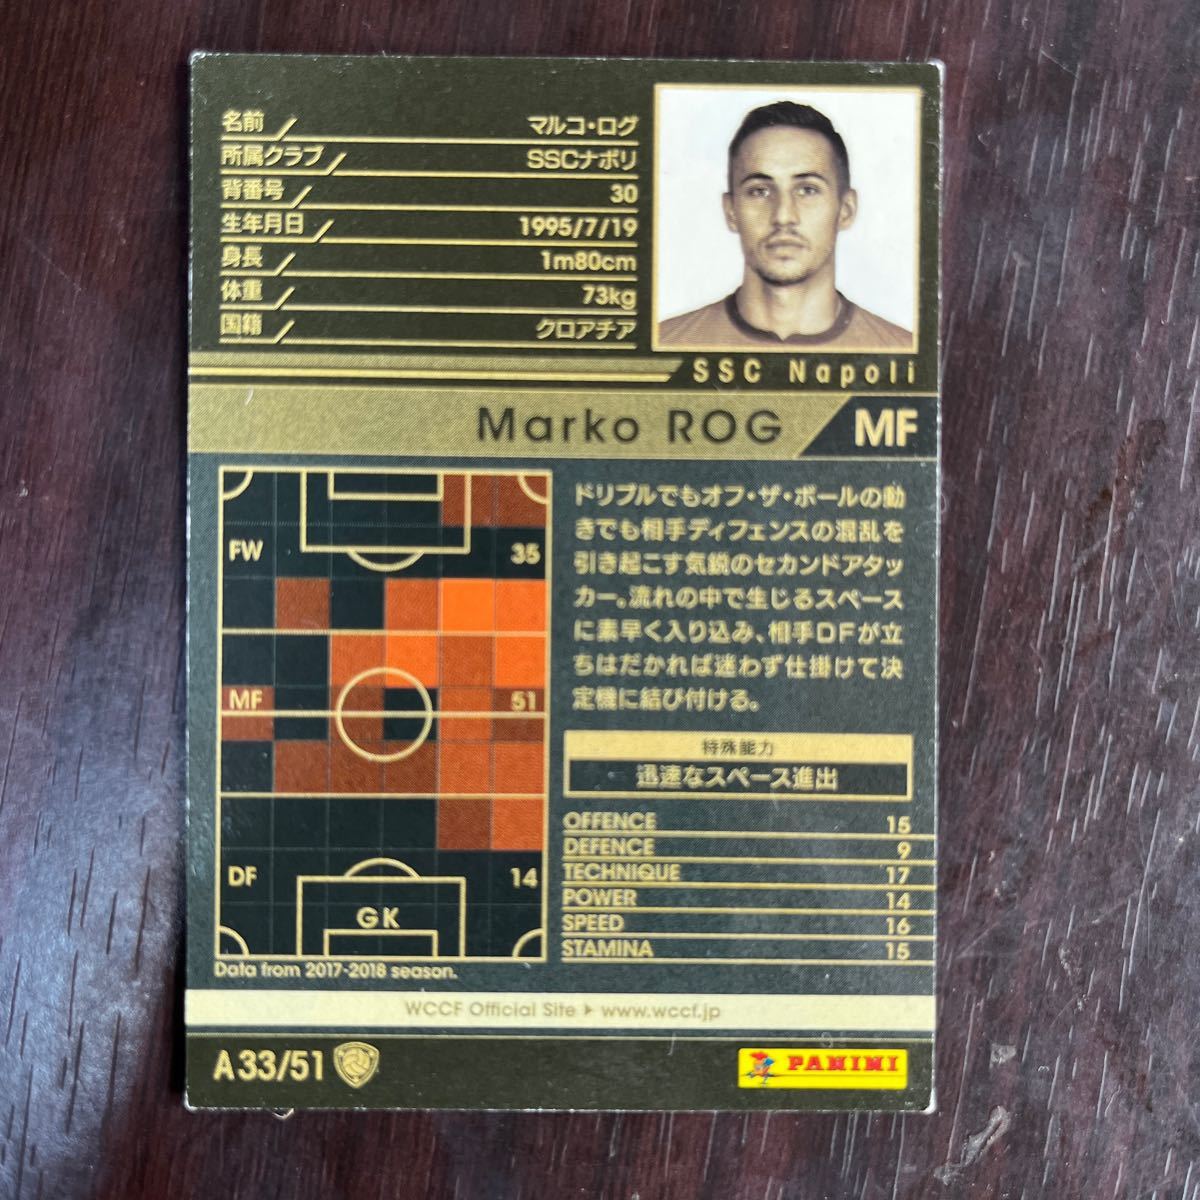 名前 マルコ・ログ
所属クラブ SSCナポリ
背番号 30
生年月日 1995/7/19
身長 1m80cm
体重 73kg
国籍 クロアチア
SSC Napoli
Marko ROG MF
FW 35
MF 51
DF 14
GK
Data from 2017-2018 season.
ドリブルでもオフ・ザ・ボールの動
きでも相手ディフェンスの混乱を
引き起こす気鋭のセカンドアタッ
カー。流れの中で生じるスペース
に素早く入り込み、相手DFが立
ちはだかれば迷わず仕掛けて決
定機に結び付ける。
特殊能力
迅速なスペース進出
OFFENCE 15
DEFENCE 9
TECHNIQUE 17
POWER 14
SPEED 16
STAMINA 15
WCCF Official Site ▶ www.wccf.jp
A33/51
PANINI